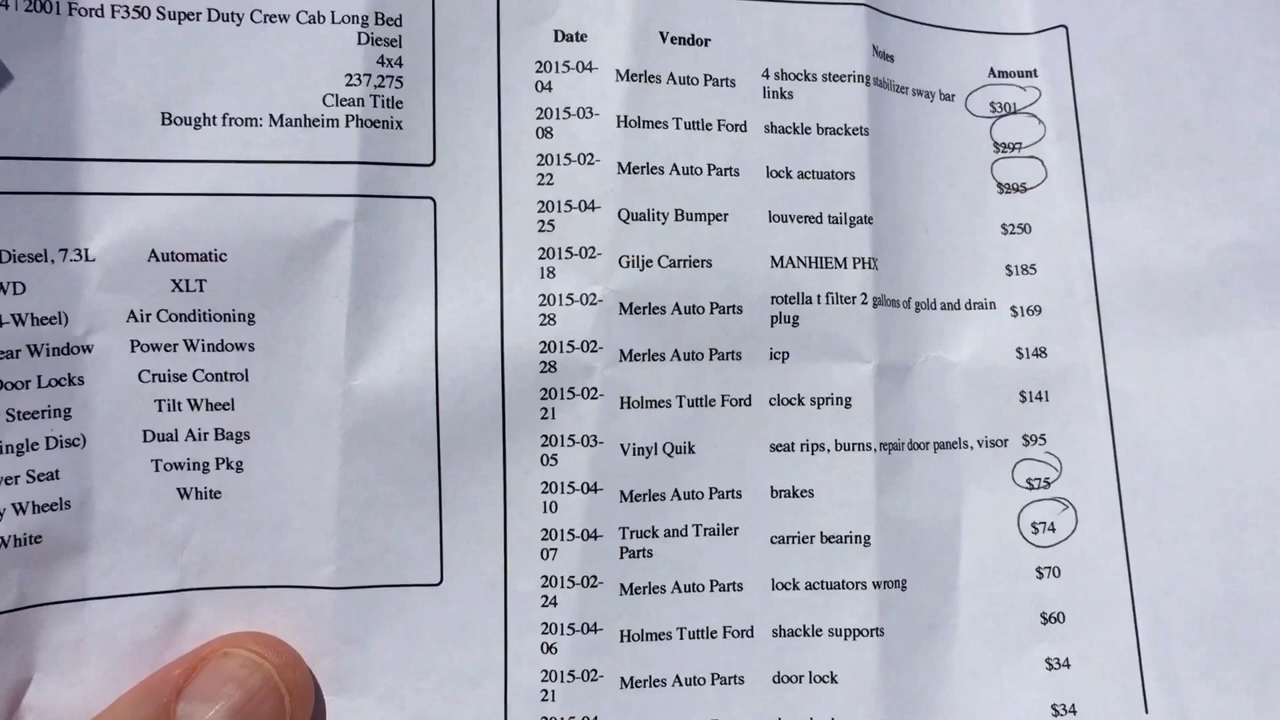 2001 Ford F350 Super Duty Crew Cab Long Bed
Diesel
4x4
237,275
Clean Title
Bought from: Manheim Phoenix
Diesel, 7.3L Automatic
WD XLT
4-Wheel) Air Conditioning
ear Window Power Windows
Door Locks Cruise Control
Steering Tilt Wheel
ingle Disc) Dual Air Bags
ver Seat Towing Pkg
y Wheels White
White
Date Vendor Notes Amount
2015-04-
04 Merles Auto Parts 4 shocks steering stabilizer sway bar
links $301
2015-03-
08 Holmes Tuttle Ford shackle brackets $297
2015-02-
22 Merles Auto Parts lock actuators $295
2015-04-
25 Quality Bumper louvered tailgate $250
2015-02-
18 Gilje Carriers MANHIEM PHX $185
2015-02-
28 Merles Auto Parts rotella t filter 2 gallons of gold and drain
plug $169
2015-02-
28 Merles Auto Parts icp $148
2015-02-
21 Holmes Tuttle Ford clock spring $141
2015-03-
05 Vinyl Quik seat rips, burns, repair door panels, visor $95
2015-04-
10 Merles Auto Parts brakes $75
2015-04-
07 Truck and Trailer
Parts carrier bearing $74
2015-02-
24 Merles Auto Parts lock actuators wrong $70
2015-04-
06 Holmes Tuttle Ford shackle supports $60
2015-02-
21 Merles Auto Parts door lock $34
$34